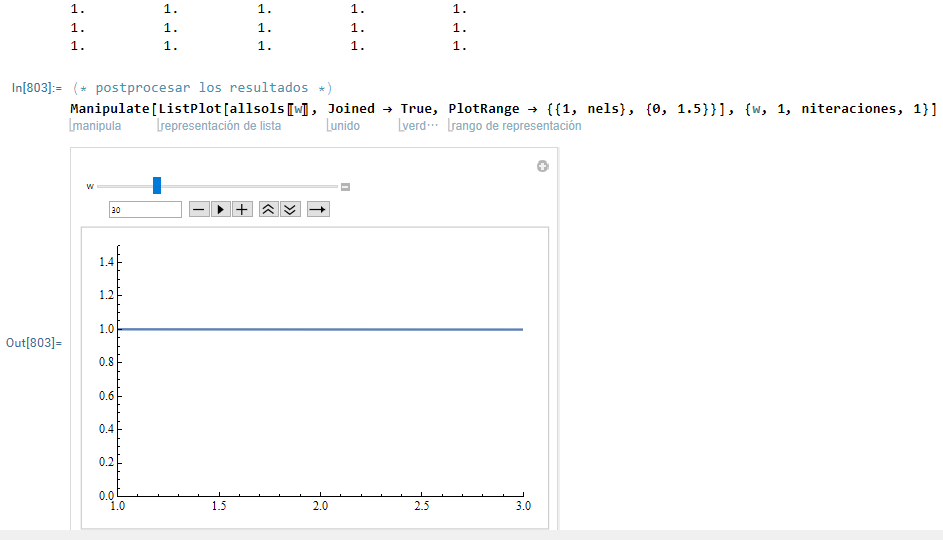 1. 1. 1. 1. 1.
1. 1. 1. 1. 1.
1. 1. 1. 1. 1.
In[803]:= (* postprocesar los resultados *)
Manipulate[ListPlot[allsols〚w〛, Joined → True, PlotRange → {{1, nels}, {0, 1.5}}], {w, 1, niteraciones, 1}]
manipula representación de lista unido verd⋯ rango de representación
w
30
1.4
1.2
1.0
Out[803]=
0.8
0.6
0.4
0.2
0.0
1.0 1.5 2.0 2.5 3.0